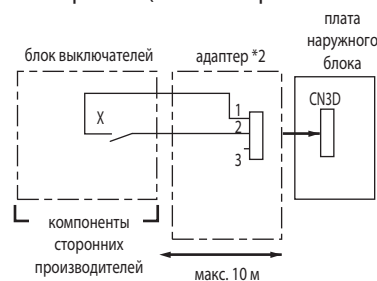 плата
наружного
блока
блок выключателей
адаптер *2
CN3D
X
1
2
3
компоненты
сторонних
производителей
макс. 10 м